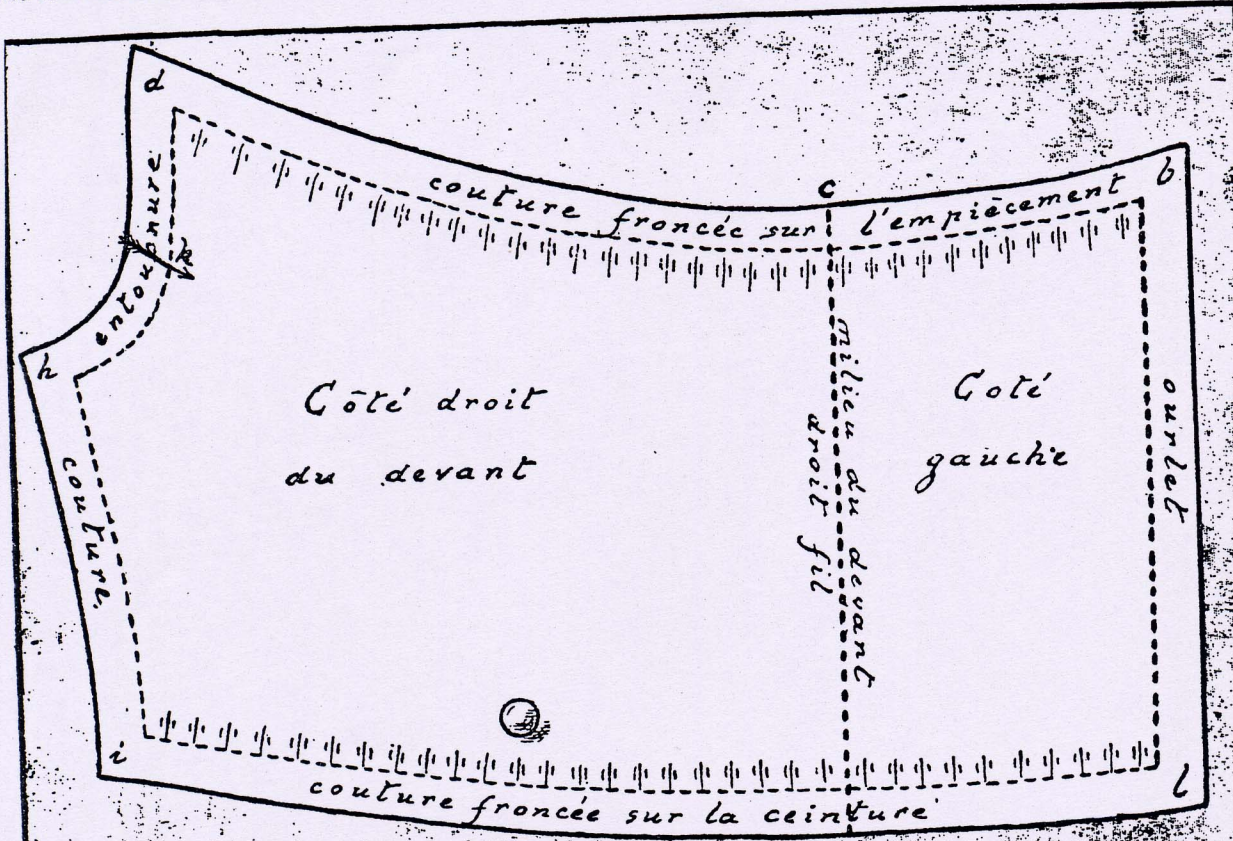 d
couture froncée sur l'empiècement
c
b
entournure
k
h
couture.
Côté droit
du devant
milieu du devant
droit fil
Coté
gauche
ourlet
i
couture froncée sur la ceinture
l